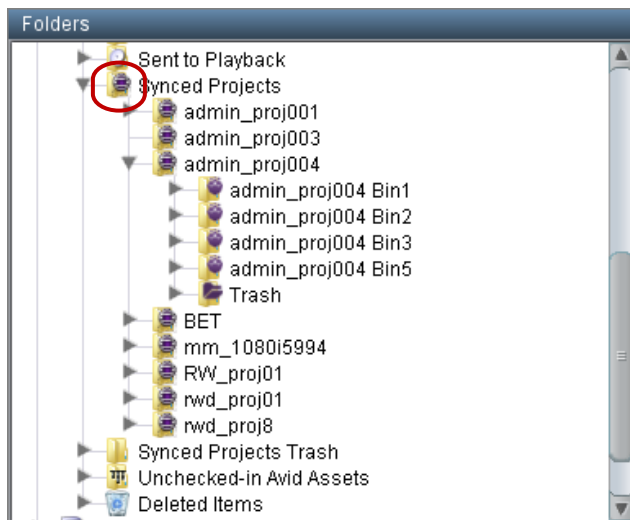 Folders
Sent to Playback
Synced Projects
admin_proj001
admin_proj003
admin_proj004
admin_proj004 Bin1
admin_proj004 Bin2
admin_proj004 Bin3
admin_proj004 Bin5
Trash
BET
mm_1080i5994
RW_proj01
rwd_proj01
rwd_proj8
Synced Projects Trash
Unchecked-in Avid Assets
Deleted Items